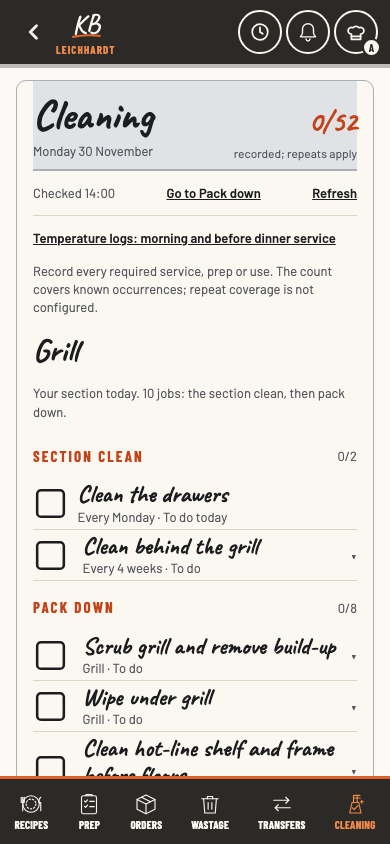 KB
LEICHHARDT
A
Cleaning
0/52
Monday 30 November
recorded; repeats apply
Checked 14:00
Go to Pack down
Refresh
Temperature logs: morning and before dinner service
Record every required service, prep or use. The count
covers known occurrences; repeat coverage is not
configured.
Grill
Your section today. 10 jobs: the section clean, then pack
down.
SECTION CLEAN
0/2
Clean the drawers
Every Monday · To do today
Clean behind the grill
Every 4 weeks · To do
PACK DOWN
0/8
Scrub grill and remove build-up
Grill · To do
Wipe under grill
Grill · To do
Clean hot-line shelf and frame
before floors
RECIPES
PREP
ORDERS
WASTAGE
TRANSFERS
CLEANING